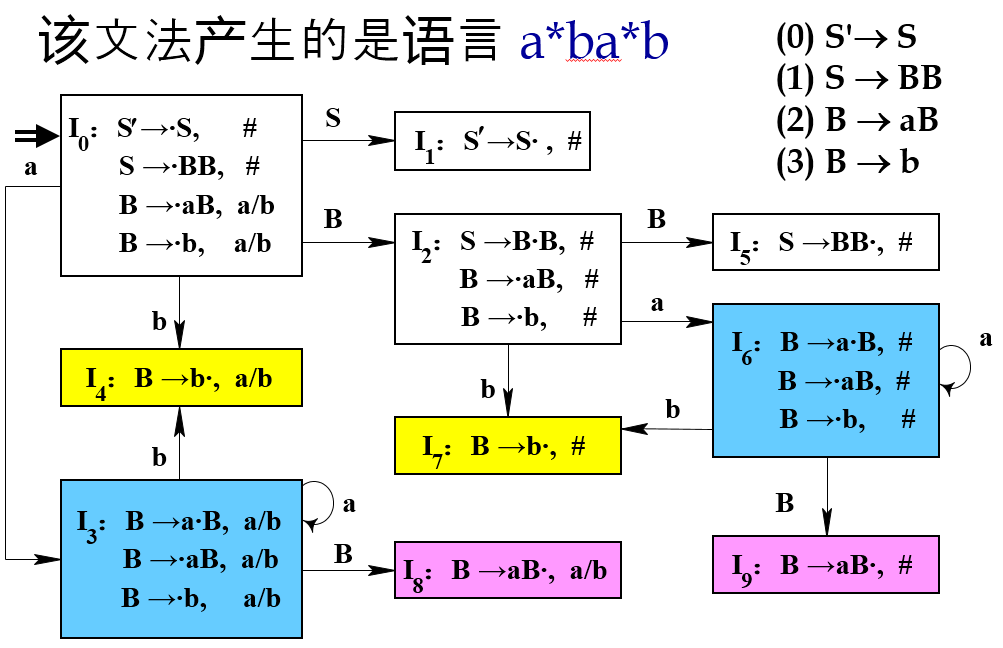 该文法产生的是语言 a*ba*b
(0) S'→ S
(1) S → BB
(2) B → aB
(3) B → b
I0： S′→·S, #
S →·BB, #
B →·aB, a/b
B →·b, a/b
S
I1： S′→S· , #
a
B
I2： S →B·B, #
B →·aB, #
B →·b, #
B
I5： S →BB·, #
b
a
I6： B →a·B, #
B →·aB, #
B →·b, #
a
I4： B →b·, a/b
b
b
I7： B →b·, #
b
I3： B →a·B, a/b
B →·aB, a/b
B →·b, a/b
a
B
B
I8： B →aB·, a/b
I9： B →aB·, #